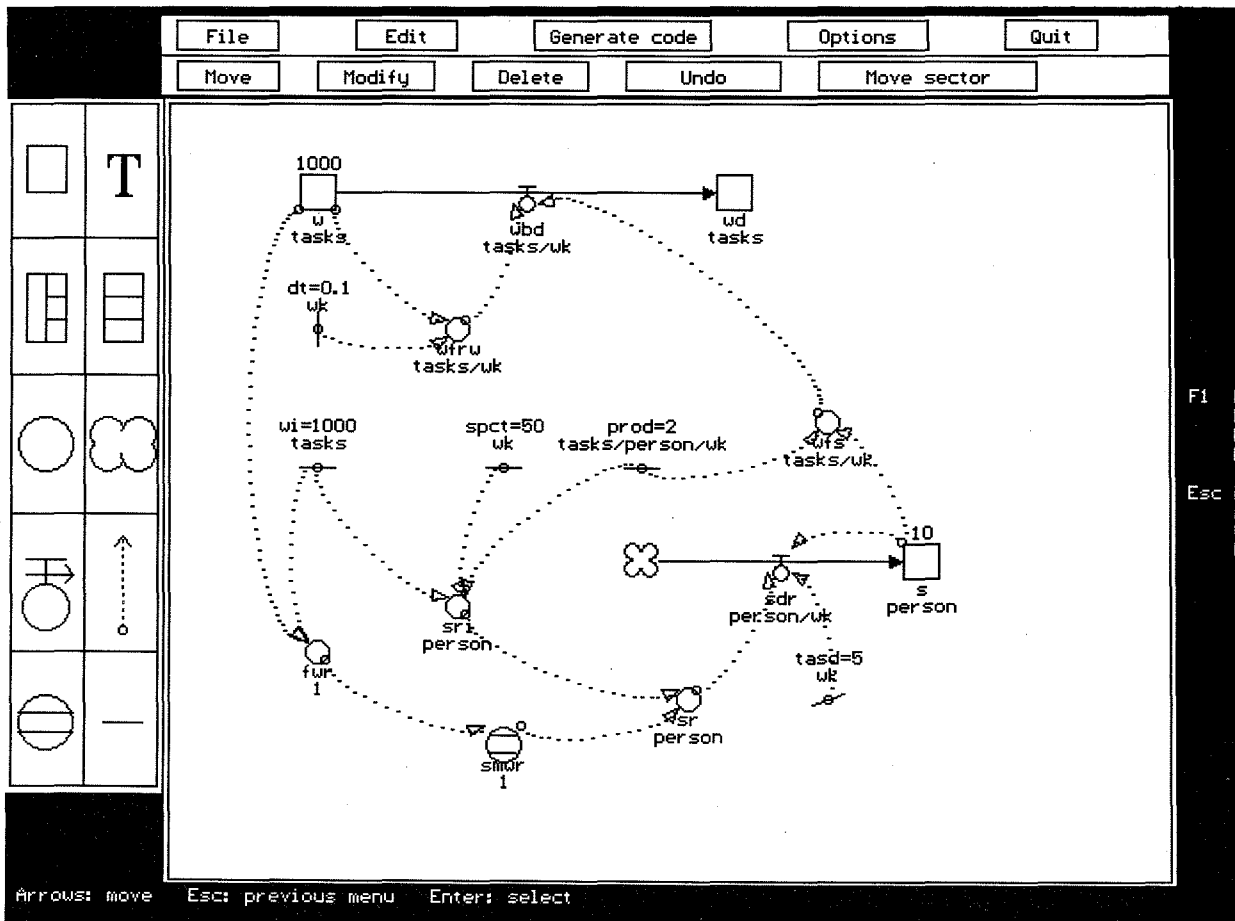 File Edit Generate code Options Quit
Move Modify Delete Undo Move sector
T
1000
w
tasks
wbd
tasks/wk
wd
tasks
dt=0.1
wk
wfrw
tasks/wk
wi=1000
tasks
spct=50
wk
prod=2
tasks/person/wk
wfs
tasks/wk
F1
Esc
10
s
person
sdr
person/wk
sri
person
fwr
1
tasd=5
wk
sr
person
smwr
1
Arrows: move Esc: previous menu Enter: select